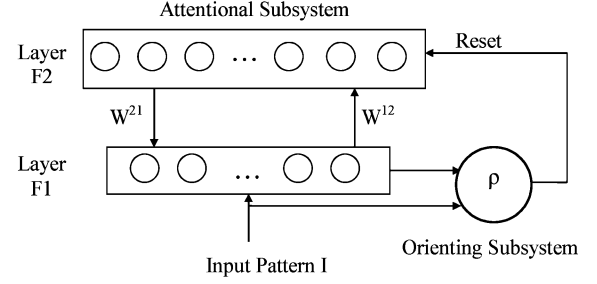 Attentional Subsystem
Layer
F2
...
Reset
W21
W12
Layer
F1
...
ρ
Orienting Subsystem
Input Pattern I